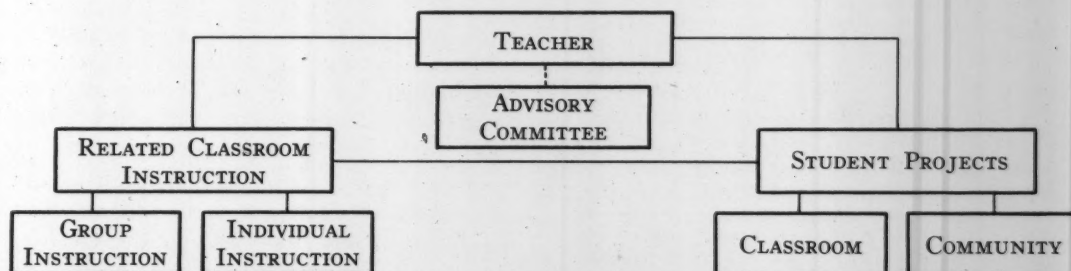 TEACHER
ADVISORY
COMMITTEE
RELATED CLASSROOM
INSTRUCTION
STUDENT PROJECTS
GROUP
INSTRUCTION
INDIVIDUAL
INSTRUCTION
CLASSROOM
COMMUNITY